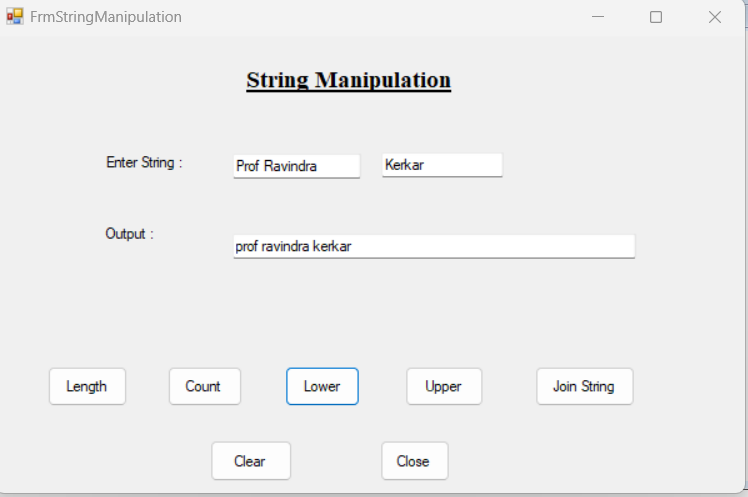 FrmStringManipulation
String Manipulation
Enter String : Prof Ravindra Kerkar
Output : prof ravindra kerkar
Length Count Lower Upper Join String
Clear Close